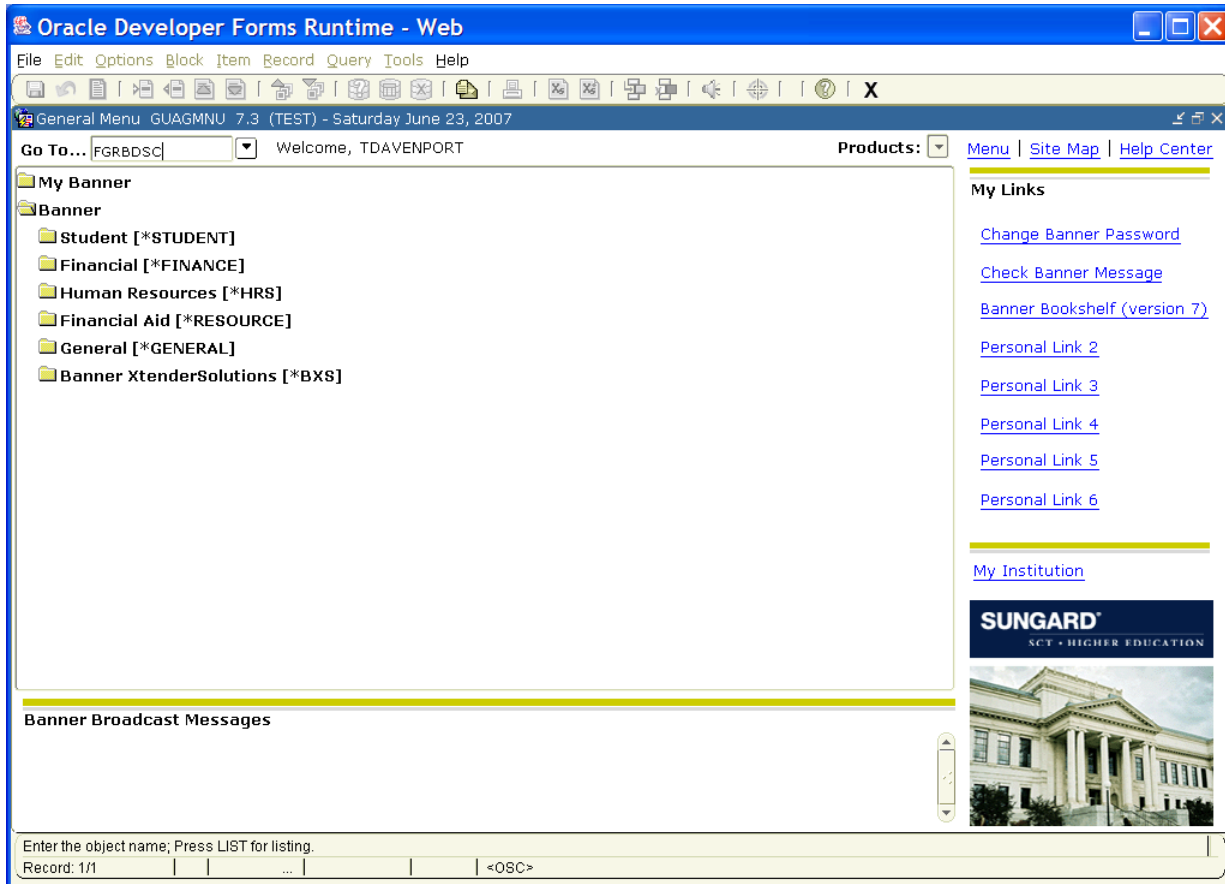 Oracle Developer Forms Runtime - Web
File Edit Options Block Item Record Query Tools Help
X
General Menu GUAGMNU 7.3 (TEST) - Saturday June 23, 2007
Go To... FGRBDSC Welcome, TDAVENPORT Products: Menu | Site Map | Help Center
My Banner
Banner
Student [*STUDENT]
Financial [*FINANCE]
Human Resources [*HRS]
Financial Aid [*RESOURCE]
General [*GENERAL]
Banner XtenderSolutions [*BXS]
My Links
Change Banner Password
Check Banner Message
Banner Bookshelf (version 7)
Personal Link 2
Personal Link 3
Personal Link 4
Personal Link 5
Personal Link 6
My Institution
SUNGARD®
SCT • HIGHER EDUCATION
Banner Broadcast Messages
Enter the object name; Press LIST for listing.
Record: 1/1 ... <OSC>